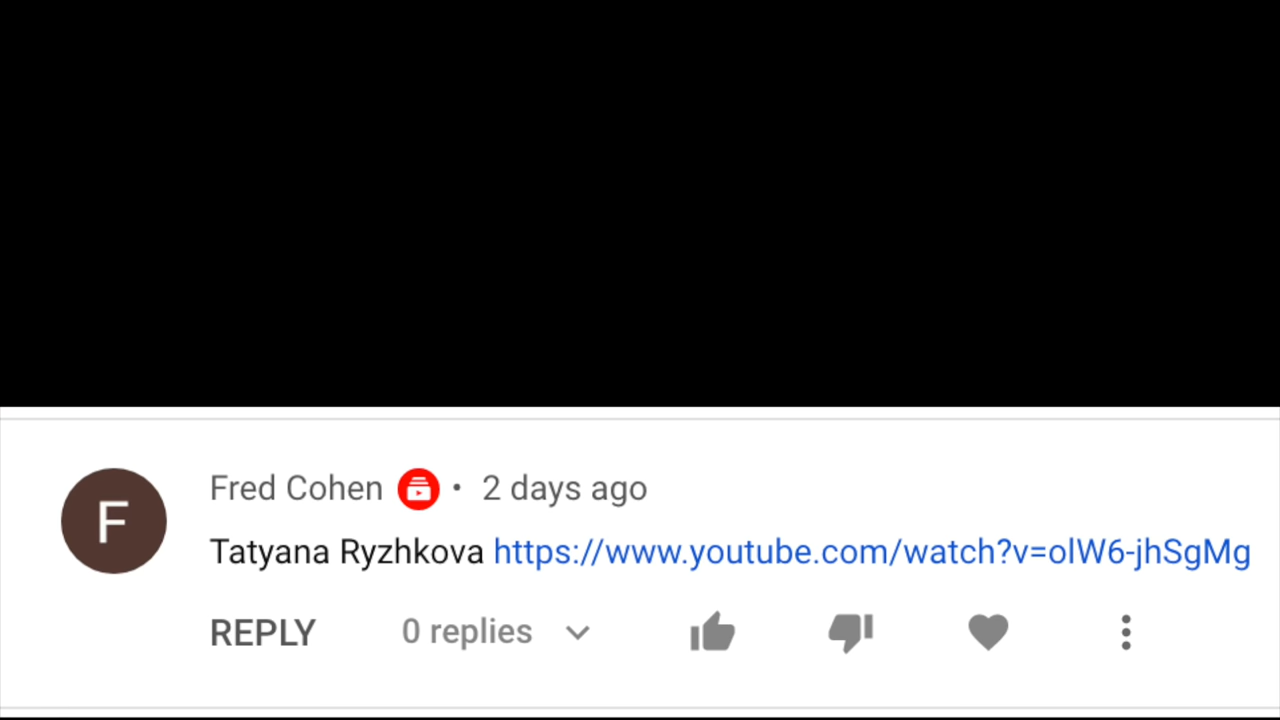 F
Fred Cohen • 2 days ago
Tatyana Ryzhkova https://www.youtube.com/watch?v=olW6-jhSgMg
REPLY 0 replies